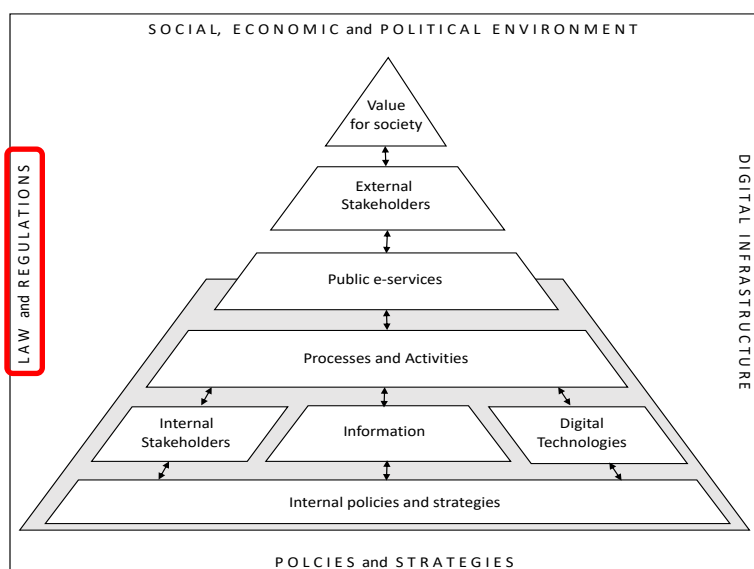 SOCIAL, ECONOMIC and POLITICAL ENVIRONMENT
Value
for society
External
Stakeholders
LAW and REGULATIONS
DIGITAL INFRASTRUCTURE
Public e-services
Processes and Activities
Internal
Stakeholders
Information
Digital
Technologies
Internal policies and strategies
POLCIES and STRATEGIES